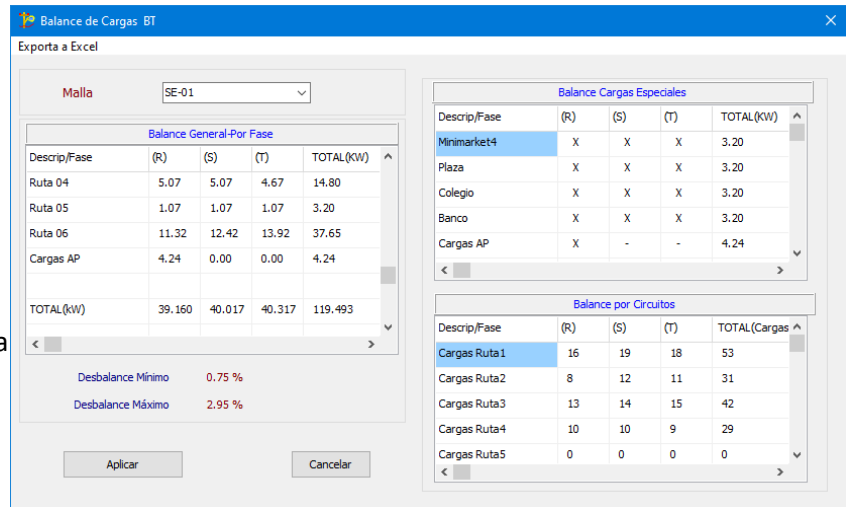 Balance de Cargas BT
Exporta a Excel
Malla SE-01
Balance General-Por Fase
Descrip/Fase (R) (S) (T) TOTAL(KW)
Ruta 04 5.07 5.07 4.67 14.80
Ruta 05 1.07 1.07 1.07 3.20
Ruta 06 11.32 12.42 13.92 37.65
Cargas AP 4.24 0.00 0.00 4.24
TOTAL(kW) 39.160 40.017 40.317 119.493
a
Desbalance Mínimo 0.75 %
Desbalance Máximo 2.95 %
Aplicar Cancelar
Balance Cargas Especiales
Descrip/Fase (R) (S) (T) TOTAL(KW)
Minimarket4 X X X 3.20
Plaza X X X 3.20
Colegio X X X 3.20
Banco X X X 3.20
Cargas AP X - - 4.24
Balance por Circuitos
Descrip/Fase (R) (S) (T) TOTAL(Cargas
Cargas Ruta1 16 19 18 53
Cargas Ruta2 8 12 11 31
Cargas Ruta3 13 14 15 42
Cargas Ruta4 10 10 9 29
Cargas Ruta5 0 0 0 0